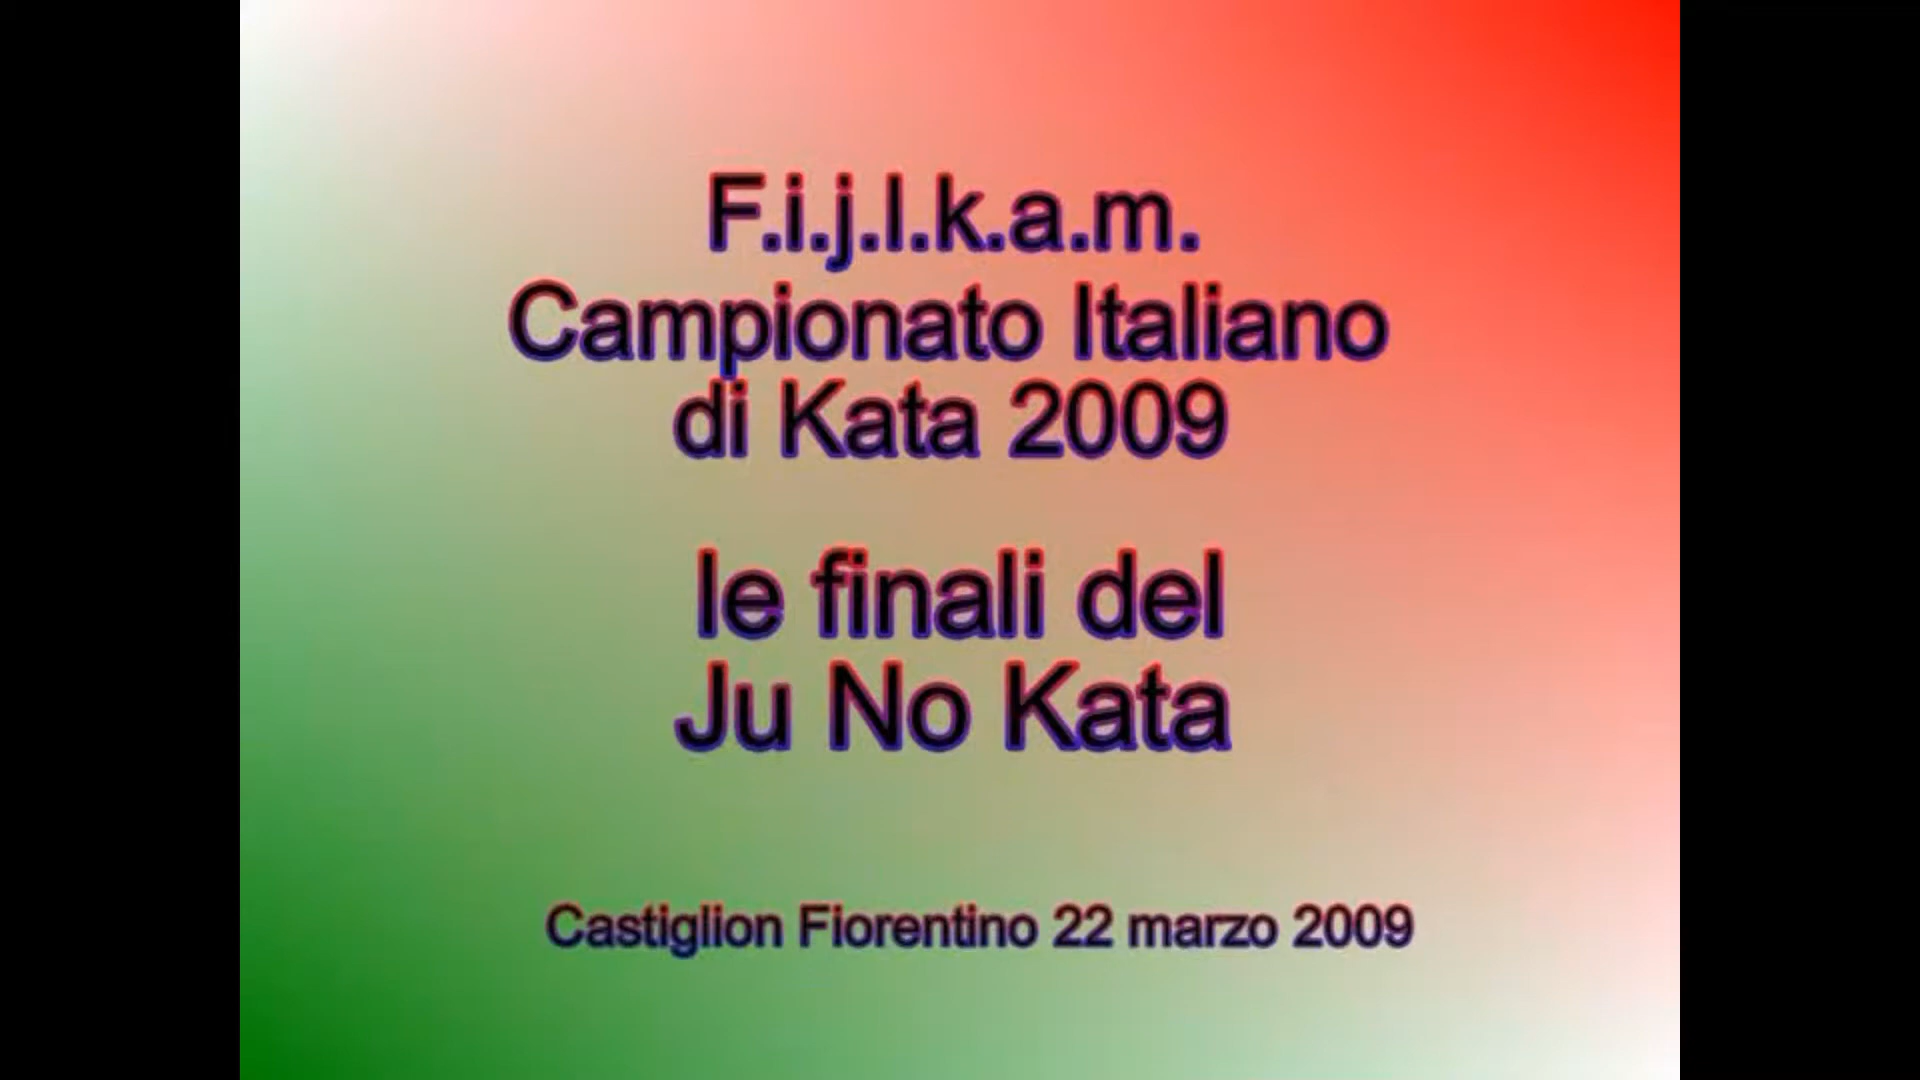 F.i.j.l.k.a.m.
Campionato Italiano
di Kata 2009
le finali del
Ju No Kata
Castiglion Fiorentino 22 marzo 2009